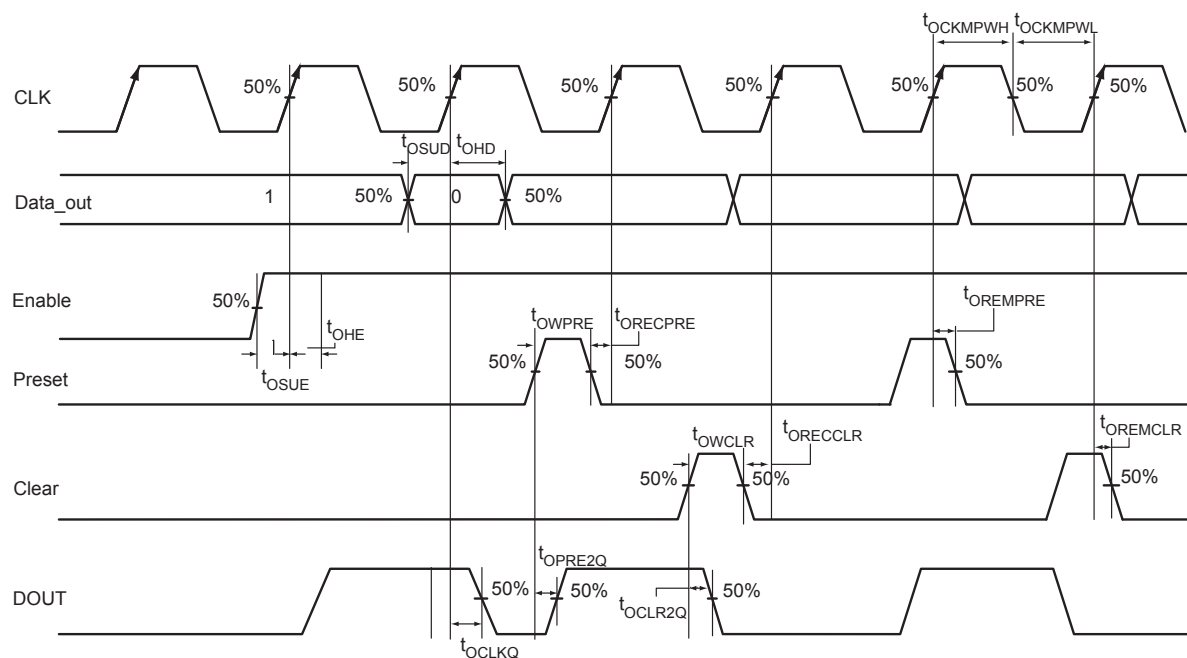 tOCKMPWH tOCKMPWL
CLK 50% 50% 50% 50% 50% 50% 50%
tOSUD tOHD
Data_out 1 50% 0 50%
Enable 50%
tOHE
tOSUE
tOWPRE tORECPRE
tOREMPRE
Preset 50% 50% 50%
tOWCLR tORECCLR
tOREMCLR
Clear 50% 50% 50%
tOPRE2Q
DOUT 50% 50% 50%
tOCLR2Q
tOCLKQ